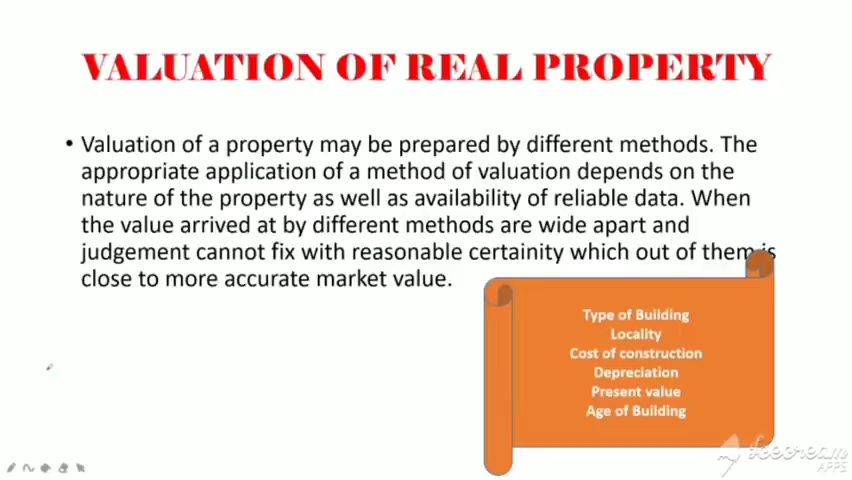 VALUATION OF REAL PROPERTY
• Valuation of a property may be prepared by different methods. The
appropriate application of a method of valuation depends on the
nature of the property as well as availability of reliable data. When
the value arrived at by different methods are wide apart and
judgement cannot fix with reasonable certainity which out of them is
close to more accurate market value.
Type of Building
Locality
Cost of construction
Depreciation
Present value
Age of Building
Icecream
APPS